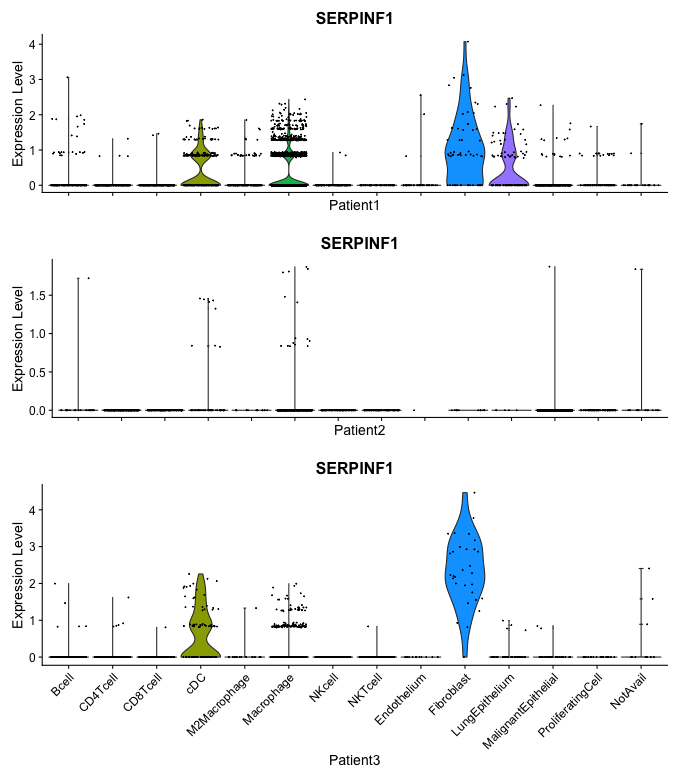 SERPINF1
Expression Level
4
3
2
1
0
Patient1
SERPINF1
Expression Level
1.5
1.0
0.5
0.0
Patient2
SERPINF1
Expression Level
4
3
2
1
0
Bcell
CD4Tcell
CD8Tcell
cDC
M2Macrophage
Macrophage
NKcell
NKTcell
Endothelium
Fibroblast
LungEpithelium
MalignantEpithelial
ProliferatingCell
NotAvail
Patient3